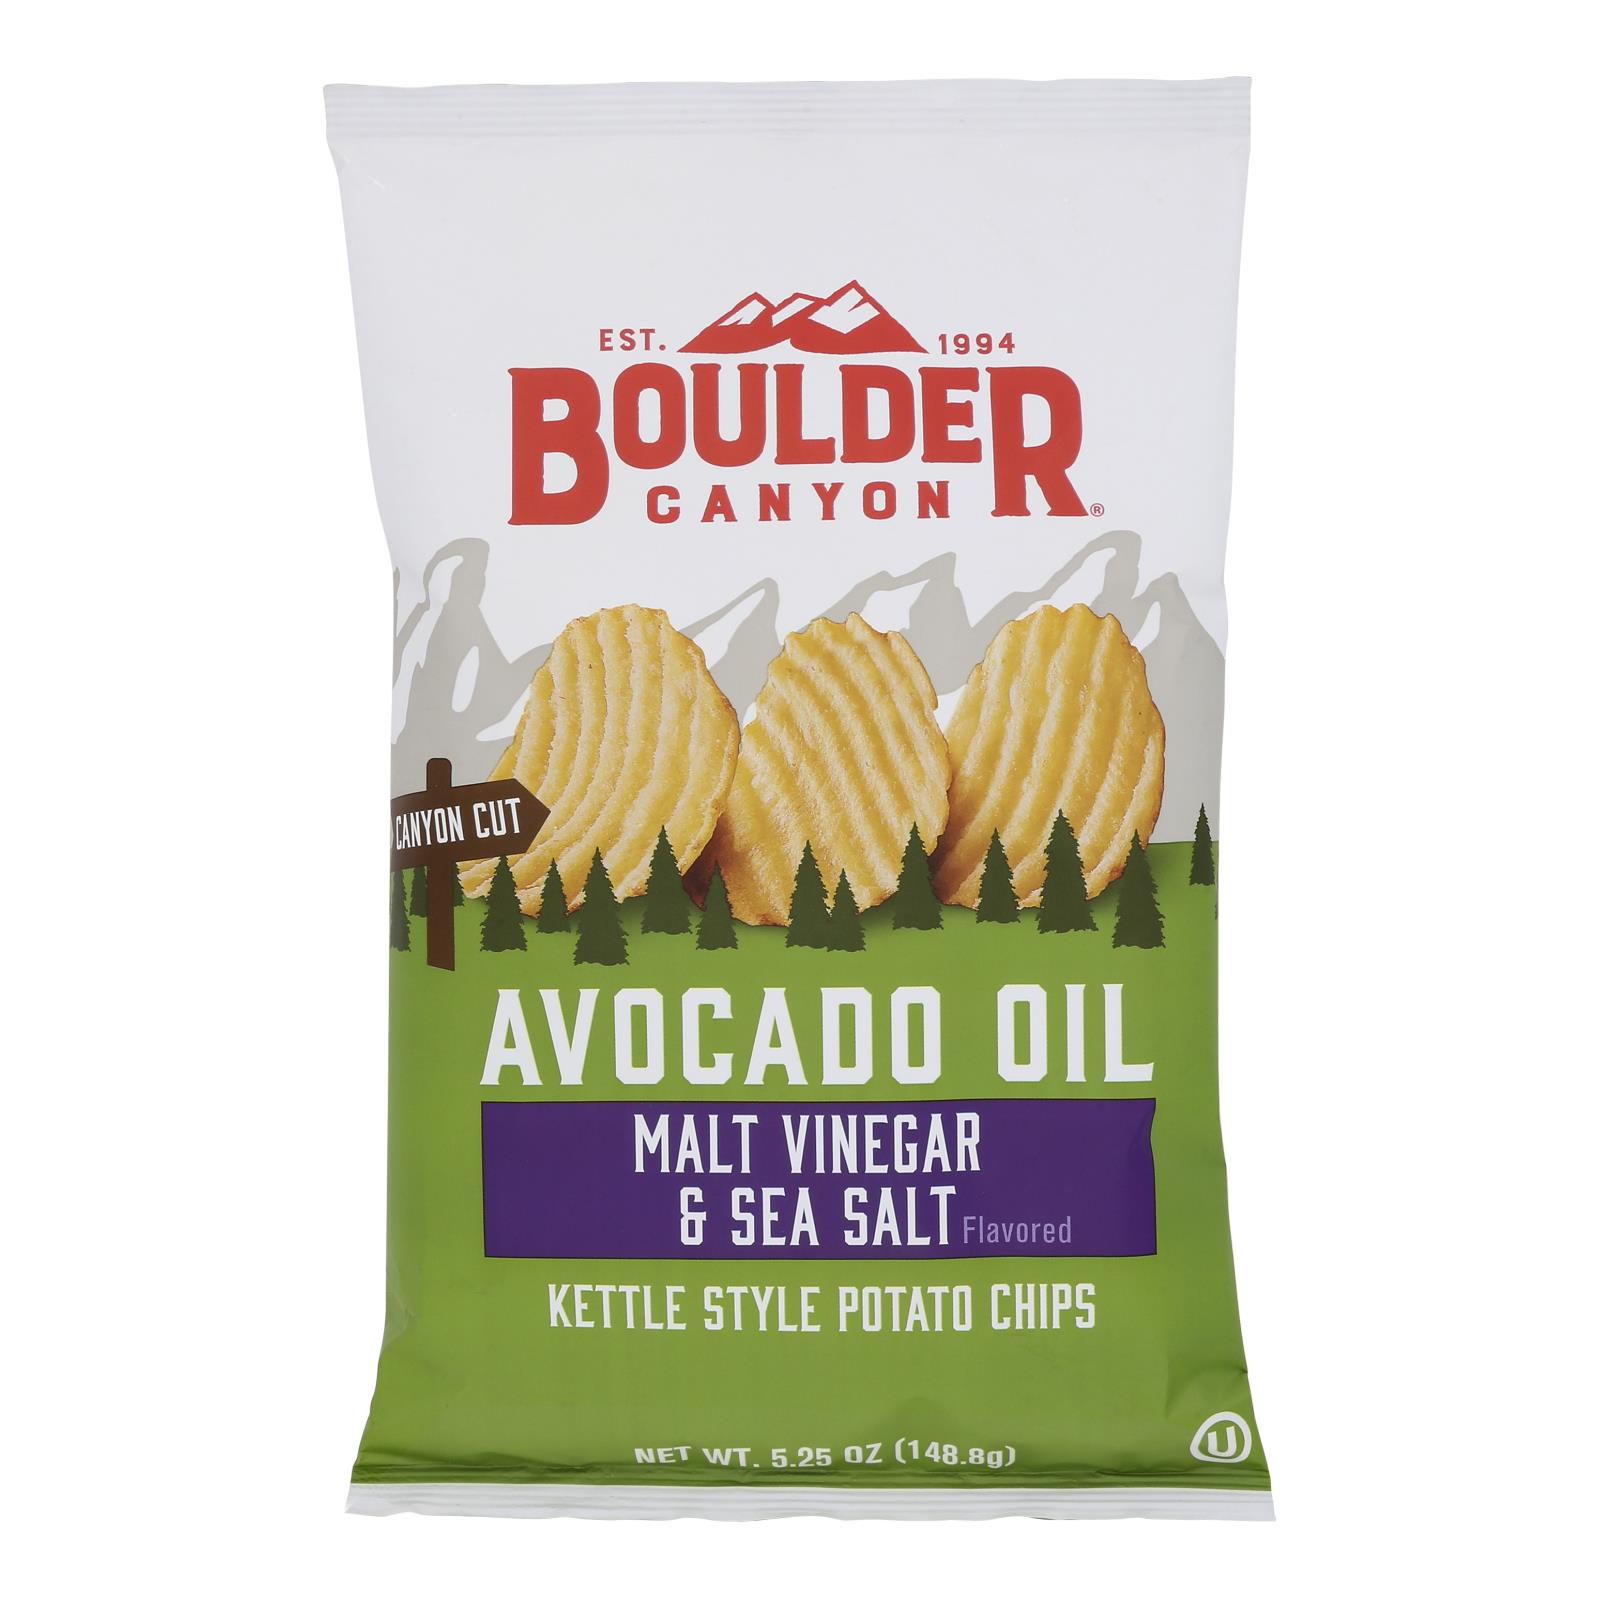 EST. 1994
BOULDER
CANYON®
CANYON CUT
AVOCADO OIL
MALT VINEGAR
& SEA SALT Flavored
KETTLE STYLE POTATO CHIPS
NET WT. 5.25 OZ (148.8g)
U